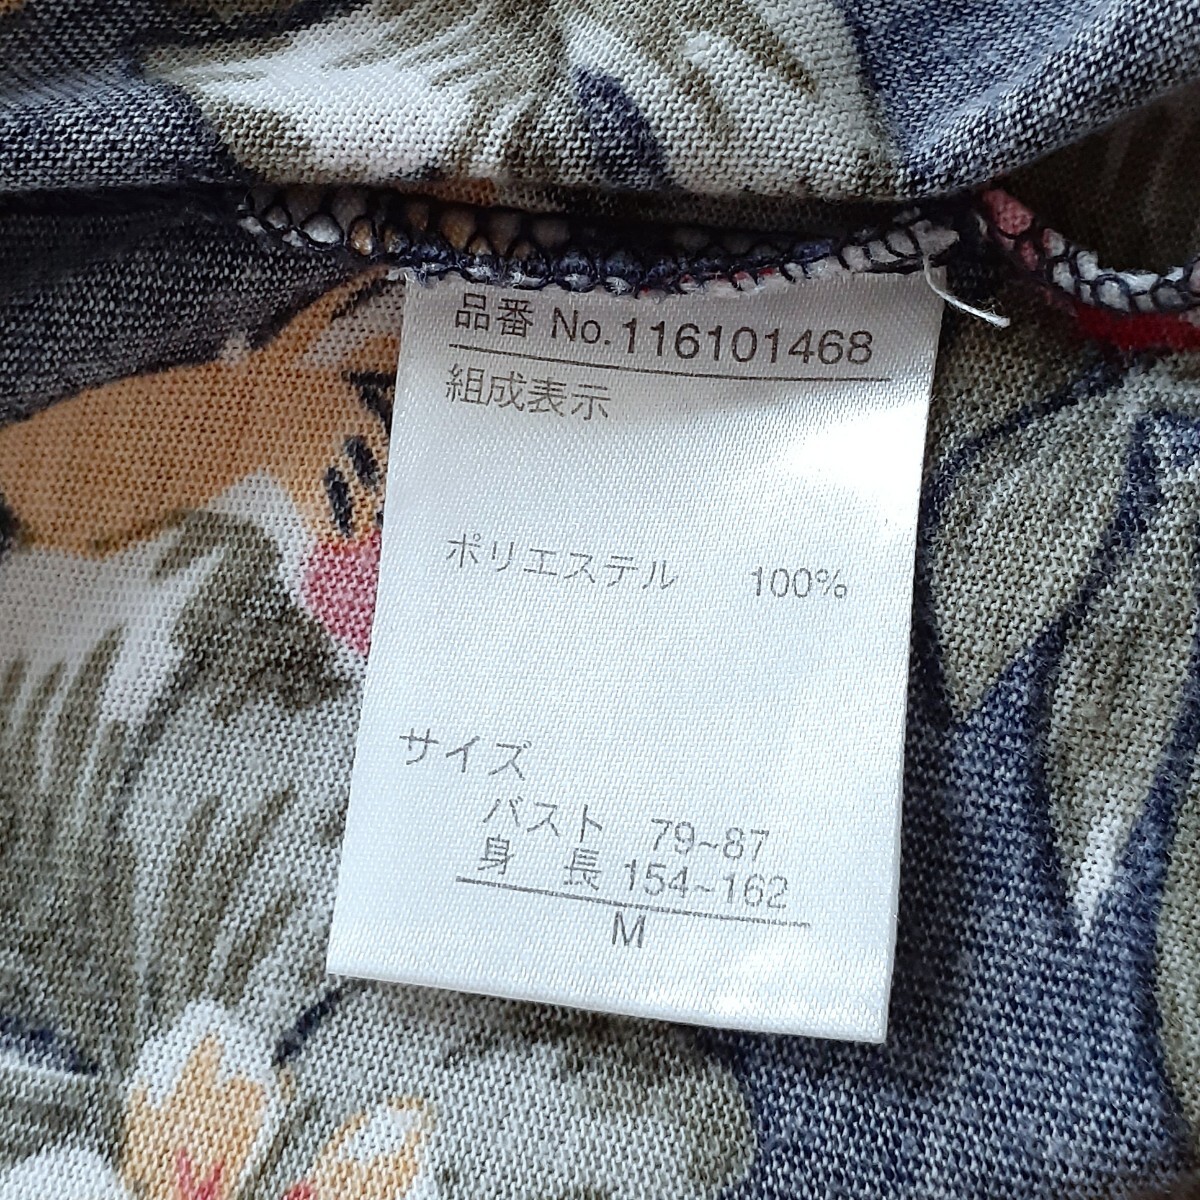 品番 No.116101468
組成表示
ポリエステル 100%
サイズ
バスト 79~87
身 長 154~162
M